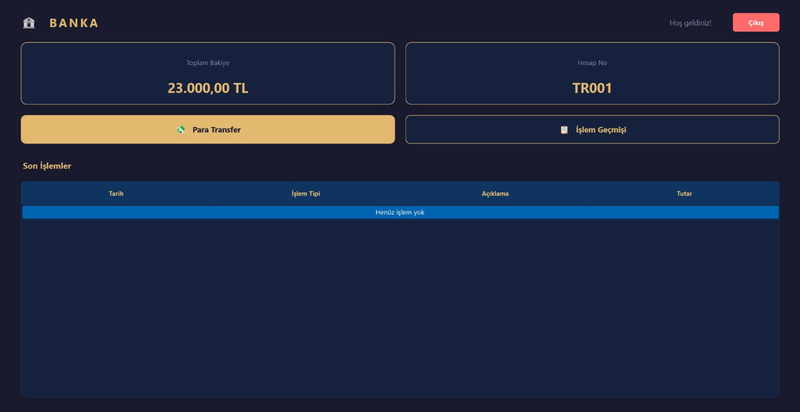 BANKA
Hoş geldiniz!
Çıkış
Toplam Bakiye
23.000,00 TL
Hesap No
TR001
Para Transfer
İşlem Geçmişi
Son İşlemler
Tarih İşlem Tipi Açıklama Tutar
Henüz işlem yok